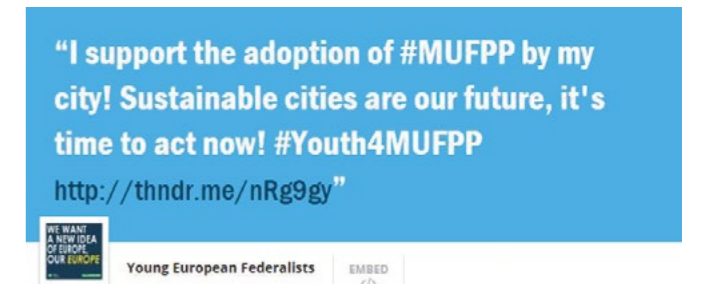 “I support the adoption of #MUFPP by my
city! Sustainable cities are our future, it's
time to act now! #Youth4MUFPP
http://thndr.me/nRg9gy”
WE WANT
A NEW IDEA
OF EUROPE
OUR EUROPE
Young European Federalists
EMBED
</>